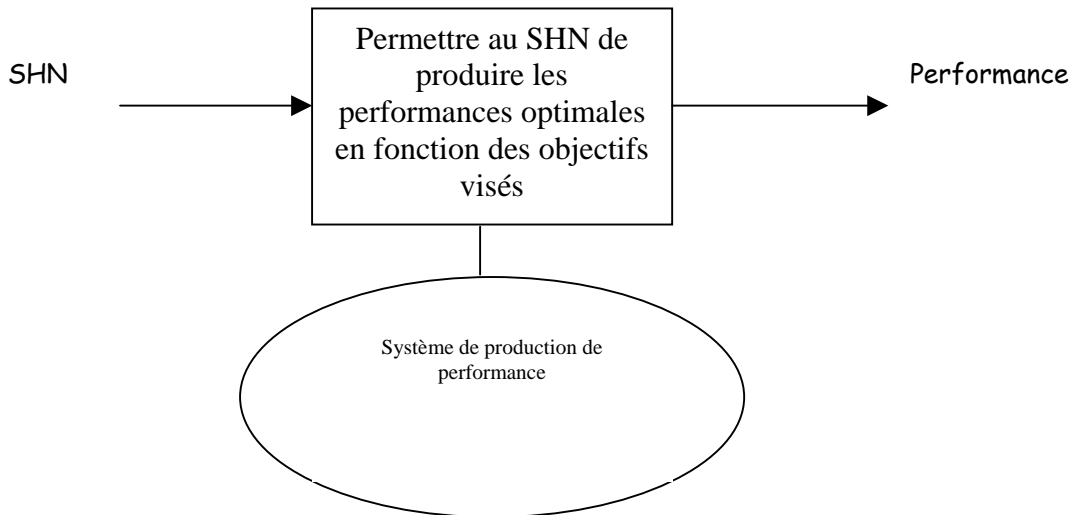 SHN
Permettre au SHN de
produire les
performances optimales
en fonction des objectifs
visés
Performance
Système de production de
performance